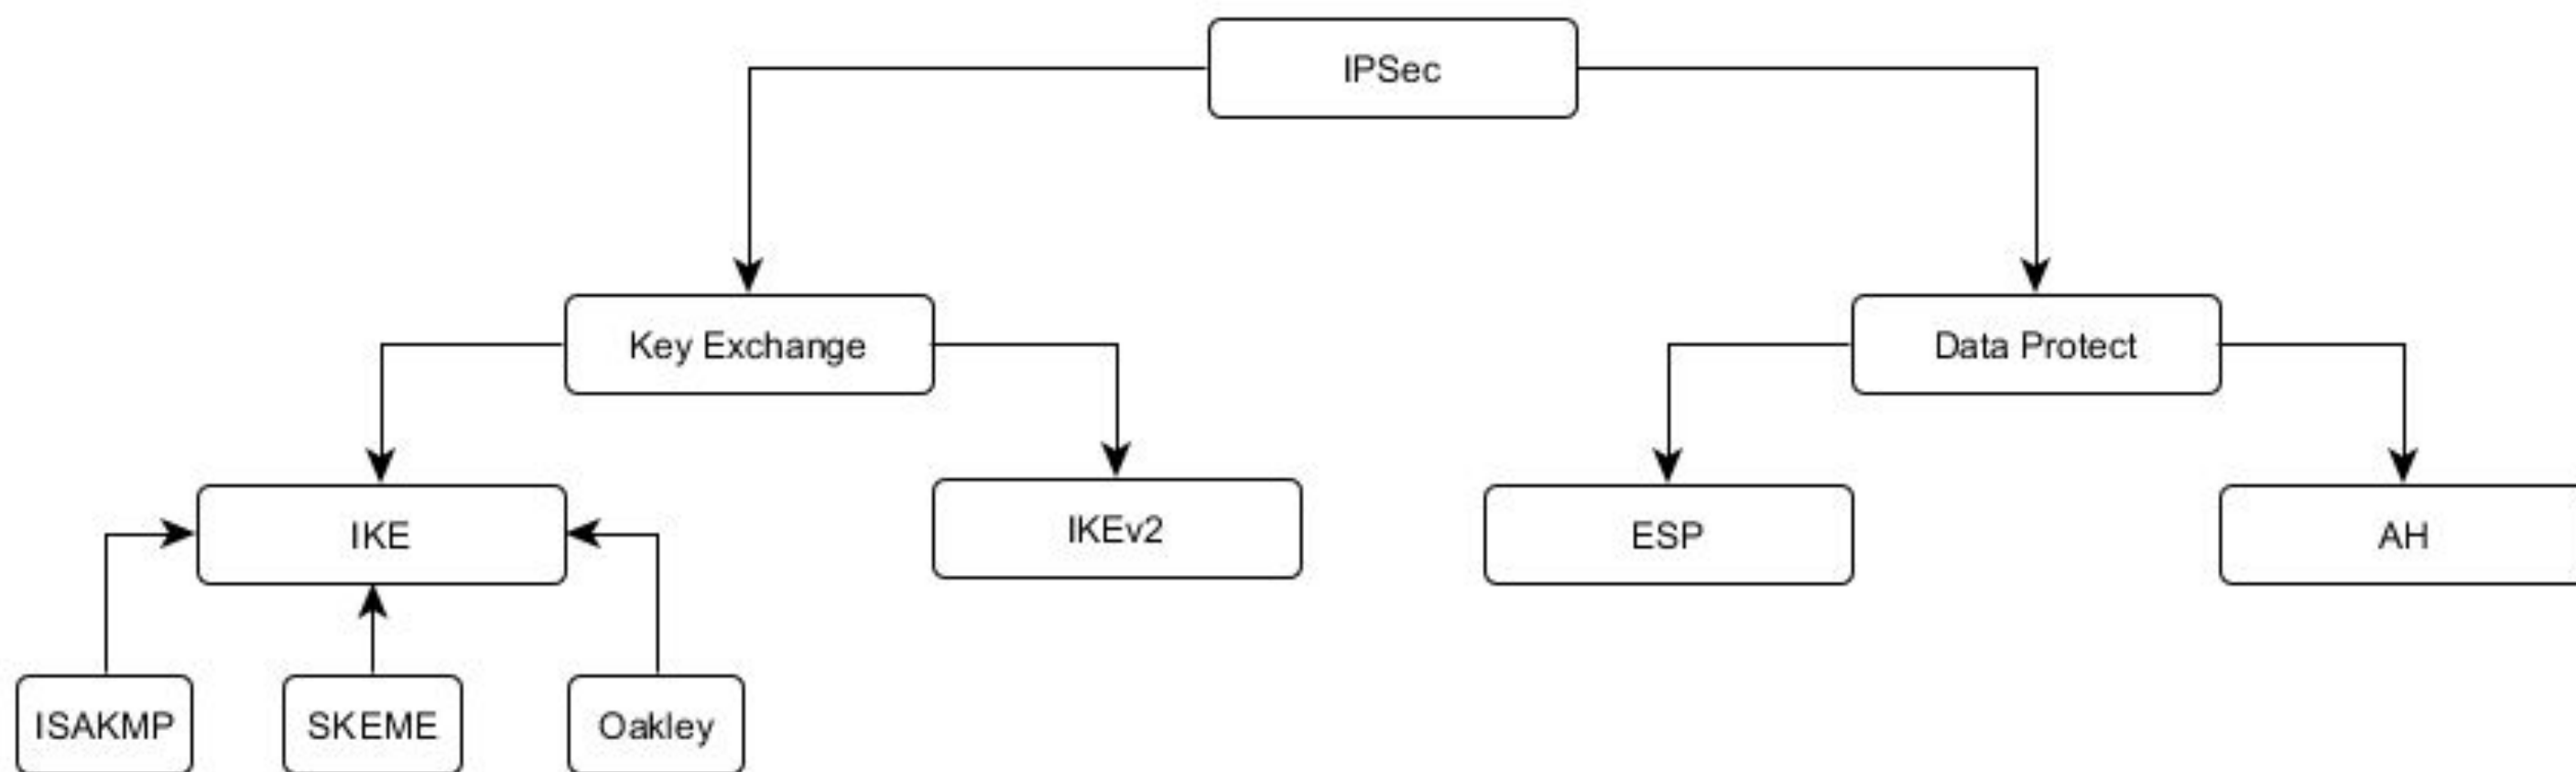 IPSec
Key Exchange
Data Protect
IKE
IKEv2
ESP
AH
ISAKMP
SKEME
Oakley